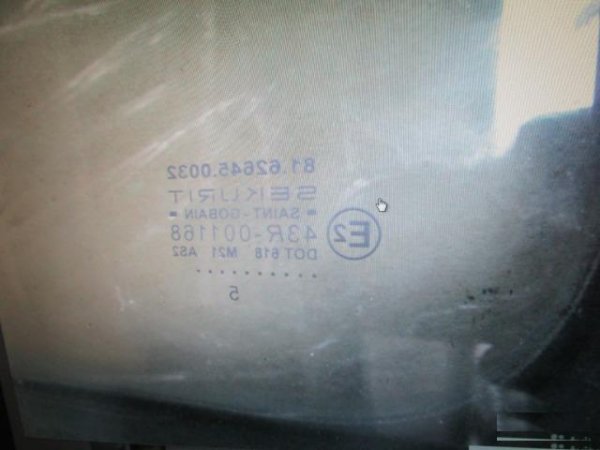 81.62645.0032
SEKURIT
SAINT-GOBAIN
E2
43R-001168
DOT 618 M21 AS2
. . . . . . . . . . .
5